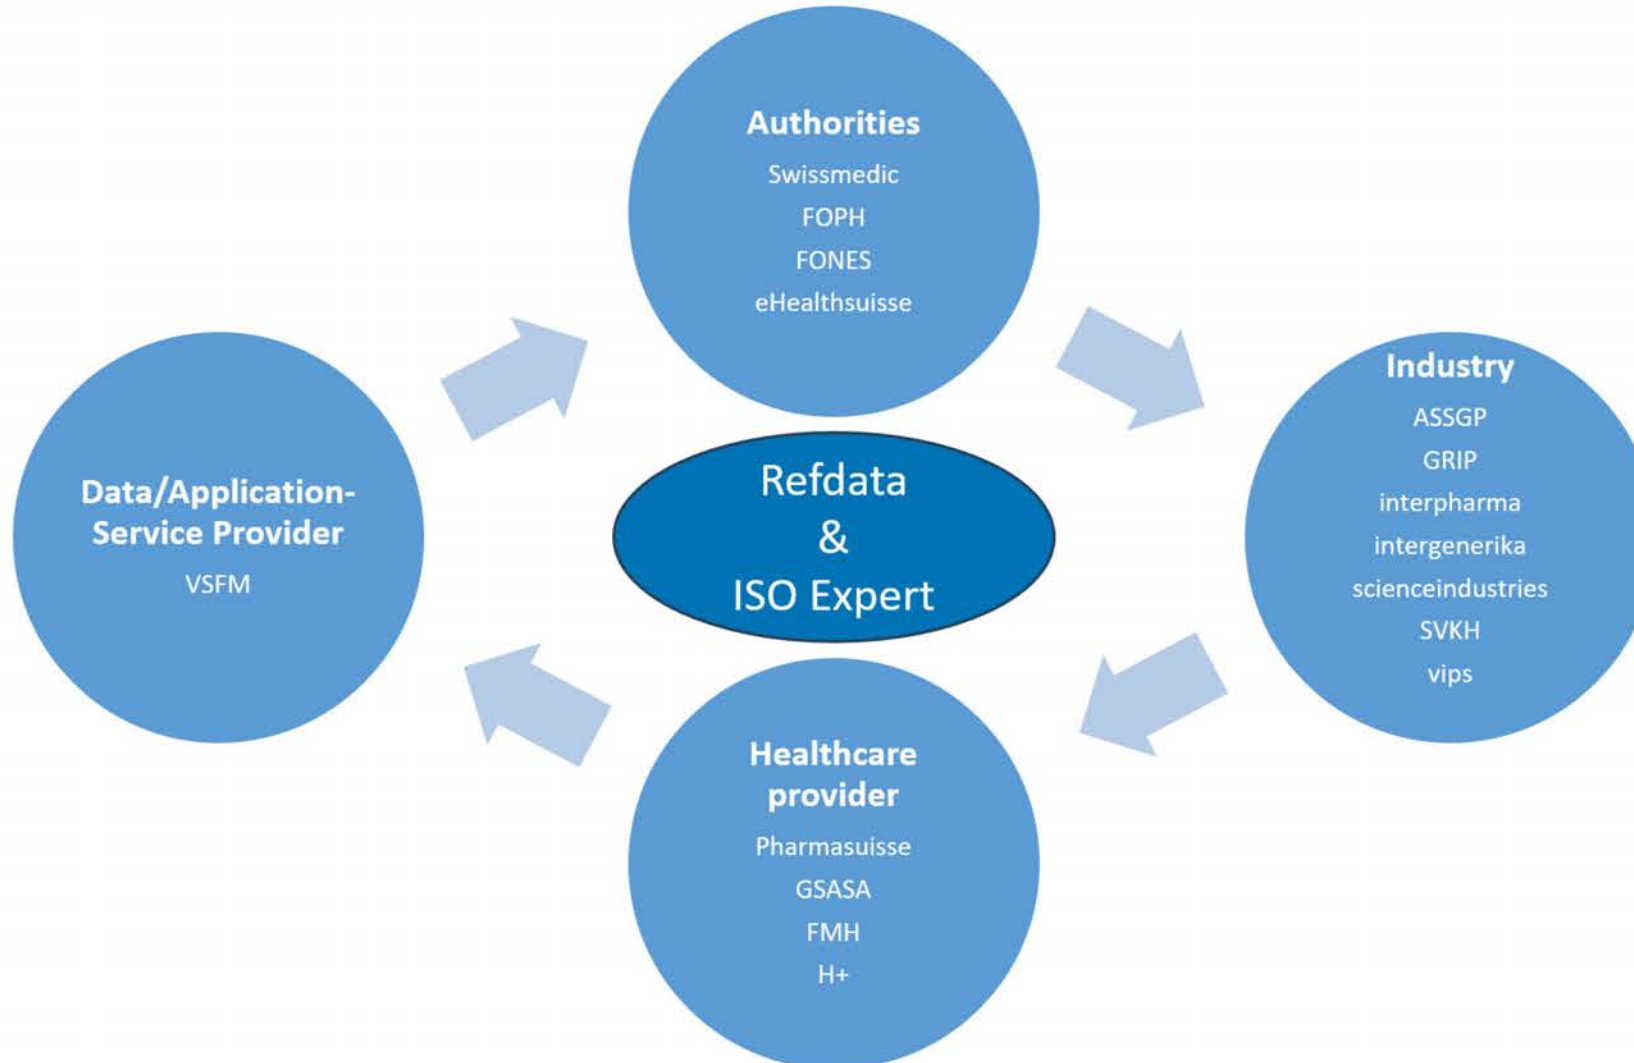 Authorities
Swissmedic
FOPH
FONES
eHealthsuisse
Industry
ASSGP
GRIP
interpharma
intergenerika
scienceindustries
SVKH
vips
Data/Application-
Service Provider
VSFM
Refdata
&
ISO Expert
Healthcare
provider
Pharmasuisse
GSASA
FMH
H+